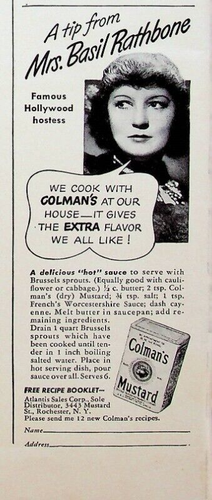 A tip from
Mrs. Basil Rathbone
Famous
Hollywood
hostess
WE COOK WITH
COLMAN'S AT OUR
HOUSE—IT GIVES
THE EXTRA FLAVOR
WE ALL LIKE!
A delicious "hot" sauce to serve with
Brussels sprouts. (Equally good with cauli-
flower or cabbage.) ½ c. butter; 2 tsp. Col-
man's (dry) Mustard; ¾ tsp. salt; 1 tsp.
French's Worcestershire Sauce; dash cay-
enne. Melt butter in saucepan; add re-
maining ingredients.
Drain 1 quart Brussels
sprouts which have
been cooked until ten-
der in 1 inch boiling
salted water. Place in
hot serving dish, pour
sauce over all. Serves 6.
Colman's
Mustard
FREE RECIPE BOOKLET—
Atlantis Sales Corp., Sole
Distributor, 3443 Mustard
St., Rochester, N. Y.
Please send me 12 new Colman's recipes.
Name
Address